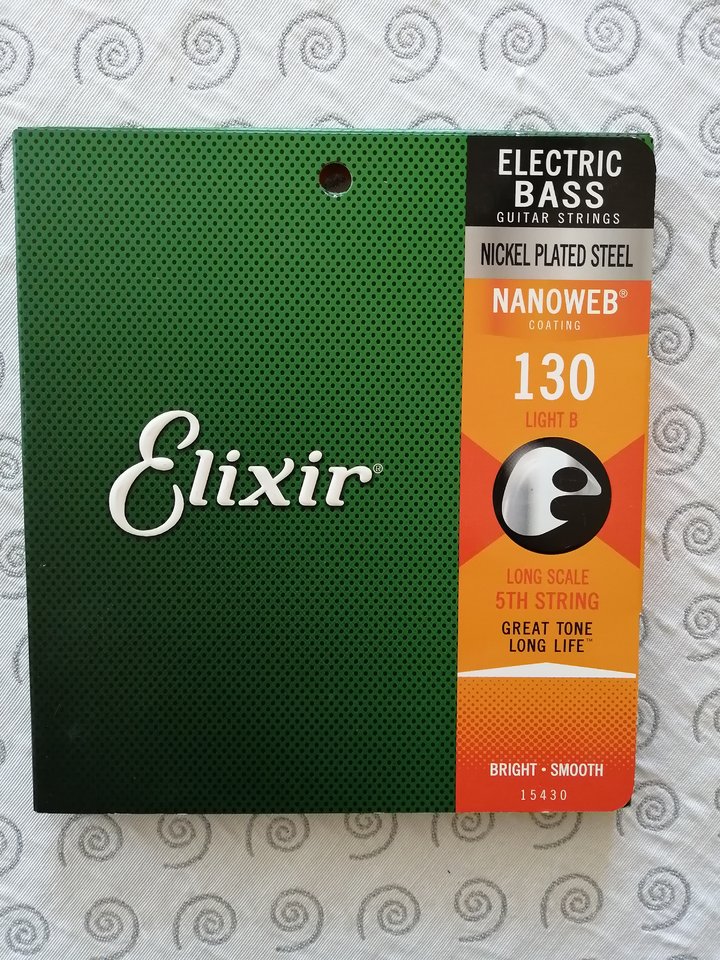 Elixir®
ELECTRIC
BASS
GUITAR STRINGS
NICKEL PLATED STEEL
NANOWEB®
COATING
130
LIGHT B
LONG SCALE
5TH STRING
GREAT TONE
LONG LIFE™
BRIGHT • SMOOTH
15430